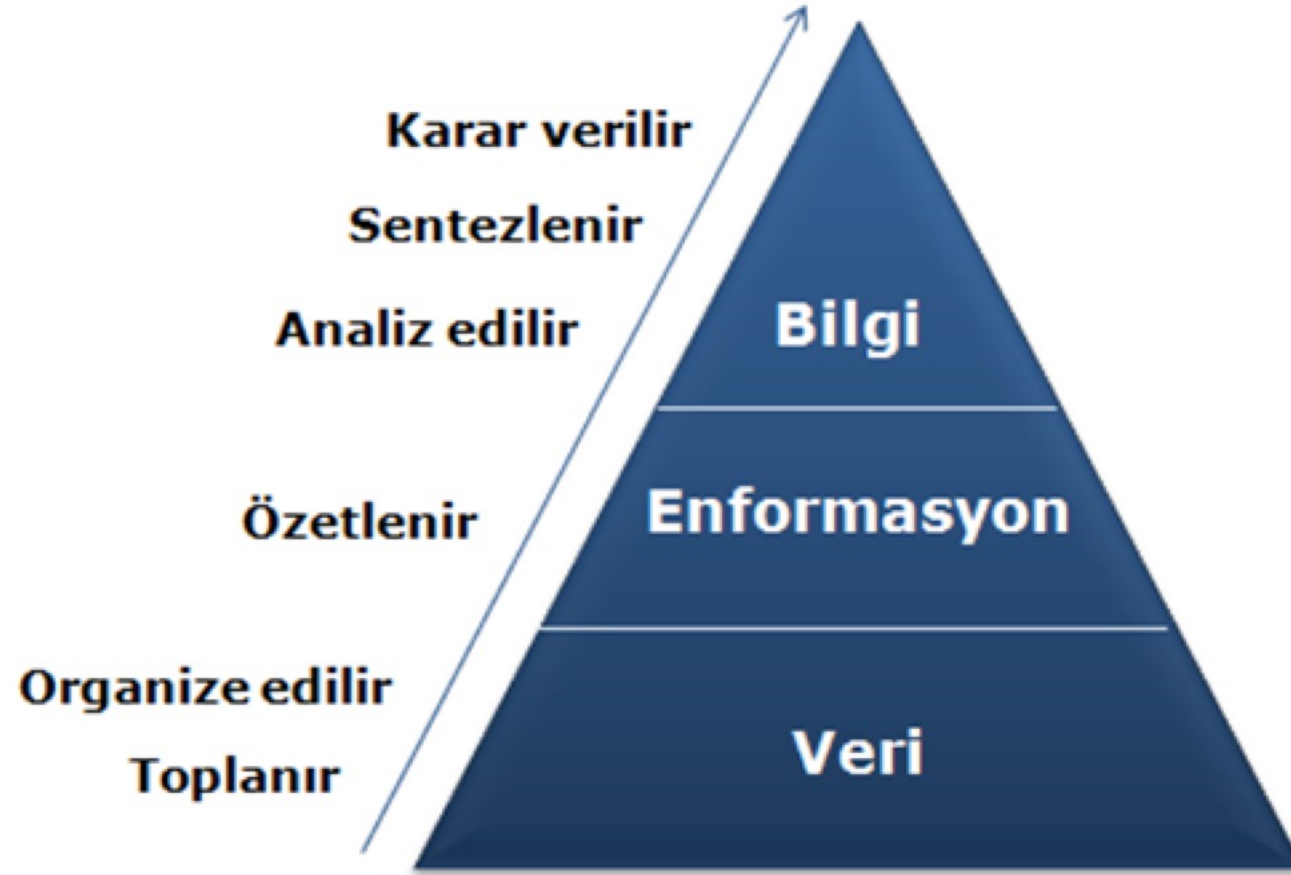 Karar verilir
Sentezlenir
Analiz edilir
Bilgi
Özetlenir
Enformasyon
Organize edilir
Toplanır
Veri